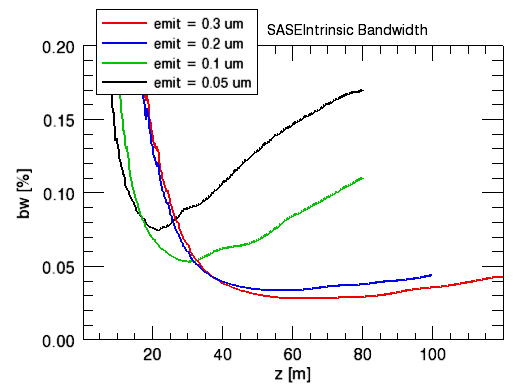 SASEIntrinsic Bandwidth
emit = 0.3 um
emit = 0.2 um
emit = 0.1 um
emit = 0.05 um
0.20
0.15
0.10
0.05
0.00
bw [%]
20 40 60 80 100
z [m]